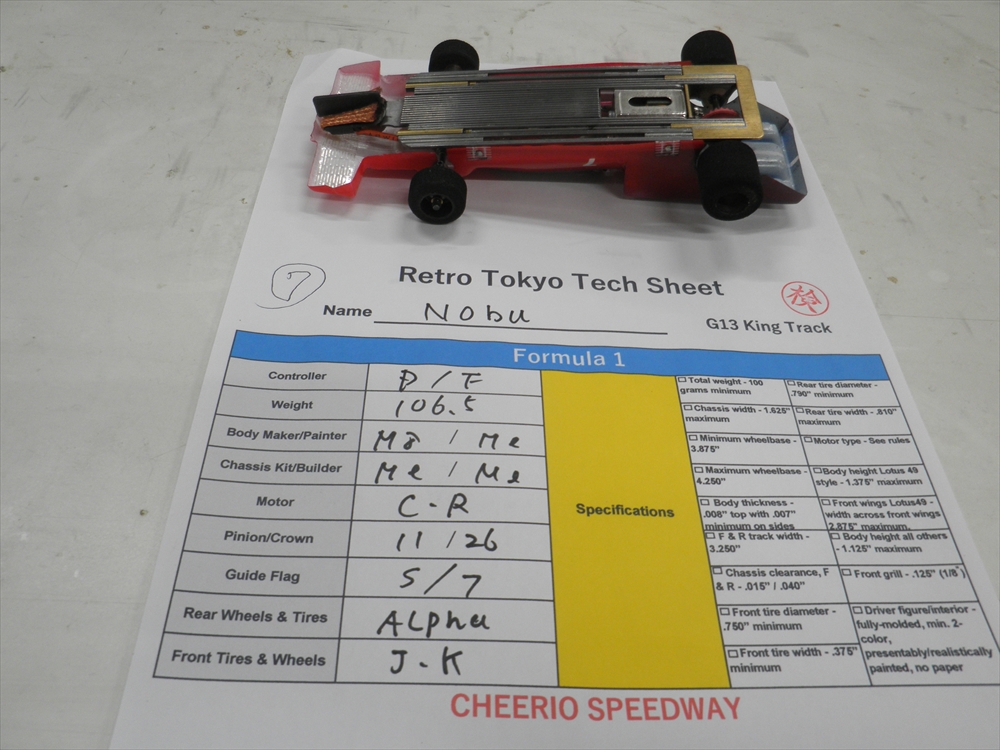 Retro Tokyo Tech Sheet
7
Name Nobu
G13 King Track
Formula 1
Controller P/F
Weight 106.5
Body Maker/Painter / Me
Chassis Kit/Builder Me / Me
Motor C-R
Pinion/Crown 11/26
Guide Flag S/7
Rear Wheels & Tires ALpha
Front Tires & Wheels J-K
Specifications
Total weight - 100
grams minimum
Rear tire diameter -
.790" minimum
Chassis width - 1.625"
maximum
Rear tire width - .810"
maximum
Minimum wheelbase -
3.875"
Motor type - See rules
Maximum wheelbase -
4.250"
Body height Lotus 49
style - 1.375" maximum
Body thickness -
.008" top with .007"
minimum on sides
Front wings Lotus49 -
width across front wings
2.875" maximum.
F & R track width -
3.250"
Body height all others
- 1.125" maximum
Chassis clearance, F
& R - .015" / .040"
Front grill - .125" (1/8")
Front tire diameter -
.750" minimum
Driver figure/interior -
fully-molded, min. 2-
color,
presentably/realistically
painted, no paper
Front tire width - .375"
minimum
CHEERIO SPEEDWAY